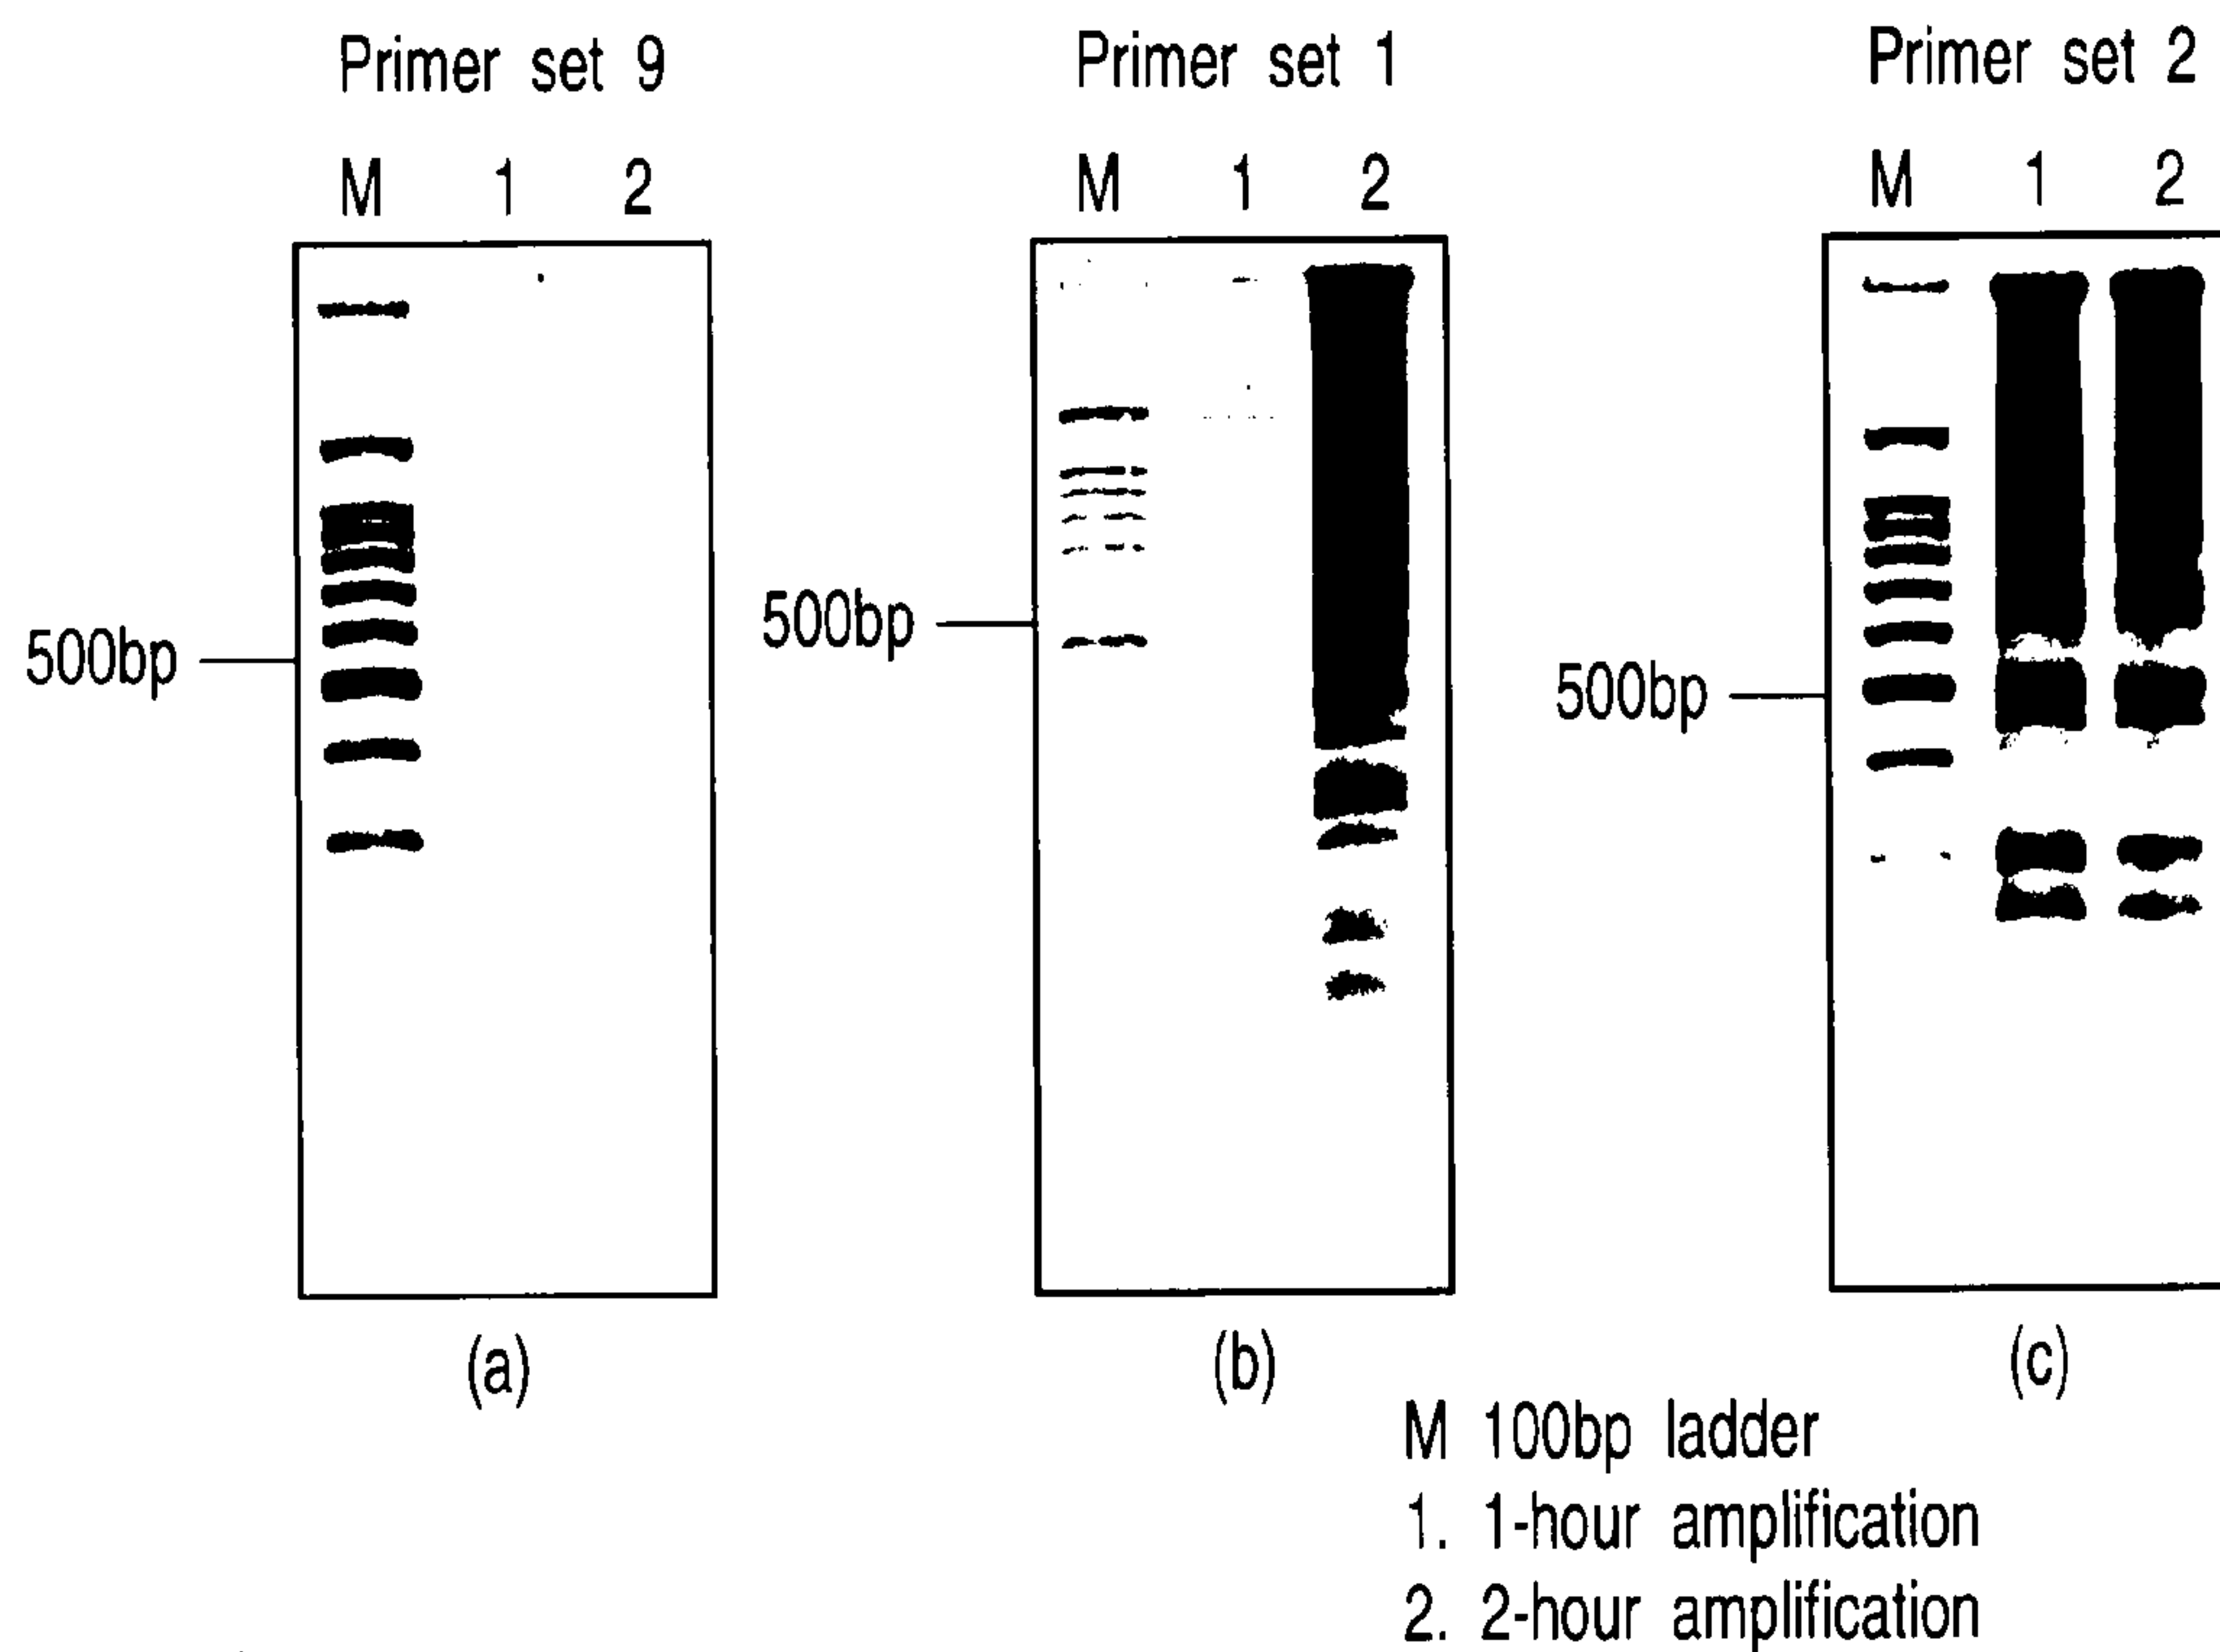 Primer set 9
Primer set 1
Primer set 2
M 1 2
M 1 2
M 1 2
500bp
500bp
500bp
(a)
(b)
(c)
M 100bp ladder
1. 1-hour amplification
2. 2-hour amplification